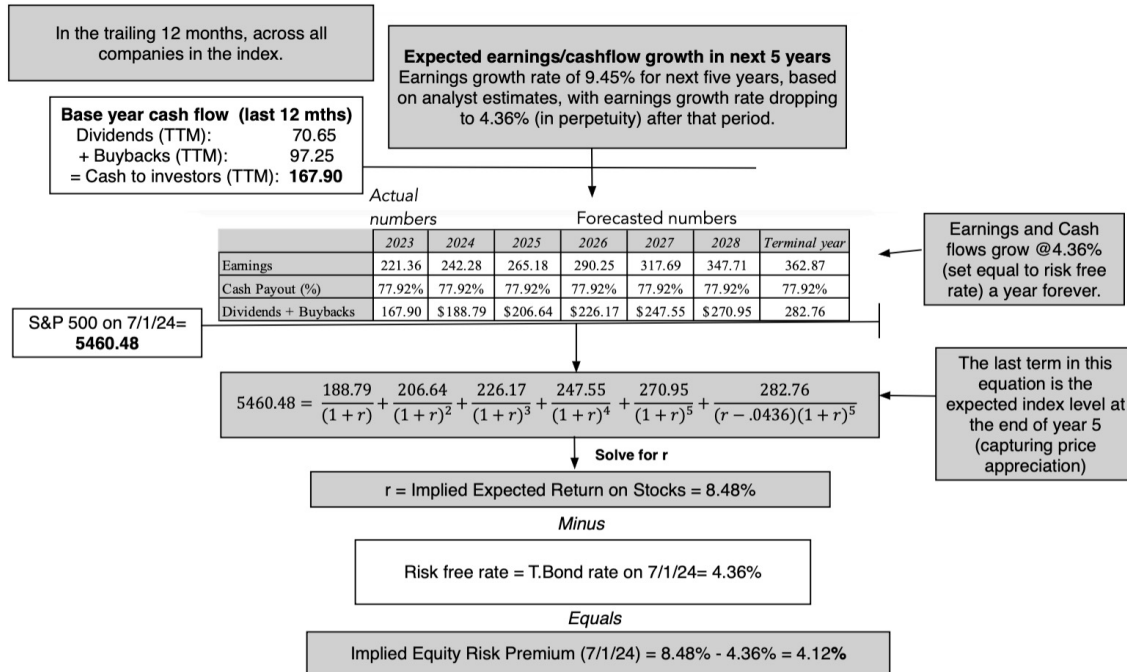 In the trailing 12 months, across all
companies in the index.
Expected earnings/cashflow growth in next 5 years
Earnings growth rate of 9.45% for next five years, based
on analyst estimates, with earnings growth rate dropping
to 4.36% (in perpetuity) after that period.
Base year cash flow (last 12 mths)
Dividends (TTM): 70.65
+ Buybacks (TTM): 97.25
= Cash to investors (TTM): 167.90
Actual
numbers
Forecasted numbers
2023 2024 2025 2026 2027 2028 Terminal year
Earnings 221.36 242.28 265.18 290.25 317.69 347.71 362.87
Cash Payout (%) 77.92% 77.92% 77.92% 77.92% 77.92% 77.92% 77.92%
Dividends + Buybacks 167.90 $188.79 $206.64 $226.17 $247.55 $270.95 282.76
Earnings and Cash
flows grow @4.36%
(set equal to risk free
rate) a year forever.
S&P 500 on 7/1/24=
5460.48
5460.48 = 188.79/(1 + r) + 206.64/(1 + r)² + 226.17/(1 + r)³ + 247.55/(1 + r)⁴ + 270.95/(1 + r)⁵ + 282.76/(r − .0436)(1 + r)⁵
The last term in this
equation is the
expected index level at
the end of year 5
(capturing price
appreciation)
Solve for r
r = Implied Expected Return on Stocks = 8.48%
Minus
Risk free rate = T.Bond rate on 7/1/24= 4.36%
Equals
Implied Equity Risk Premium (7/1/24) = 8.48% - 4.36% = 4.12%